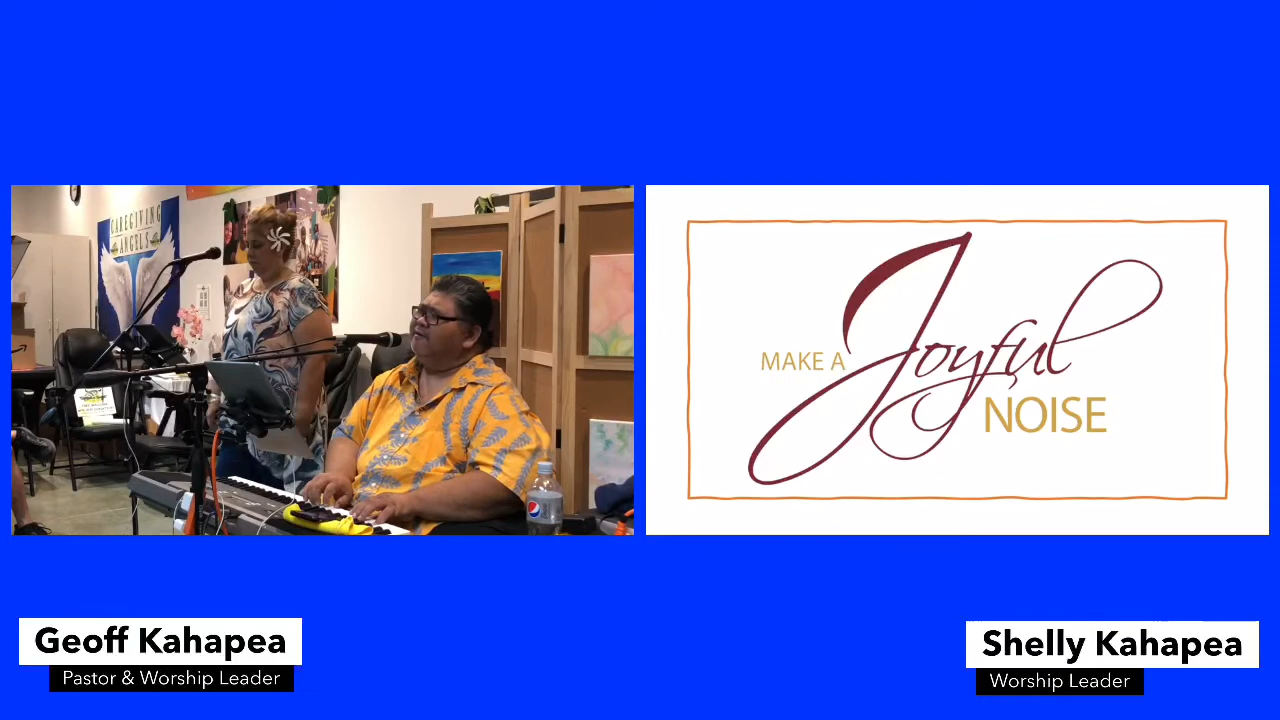 CAREGIVING
ANGELS
MAKE A Joyful
NOISE
Geoff Kahapea
Pastor & Worship Leader
Shelly Kahapea
Worship Leader